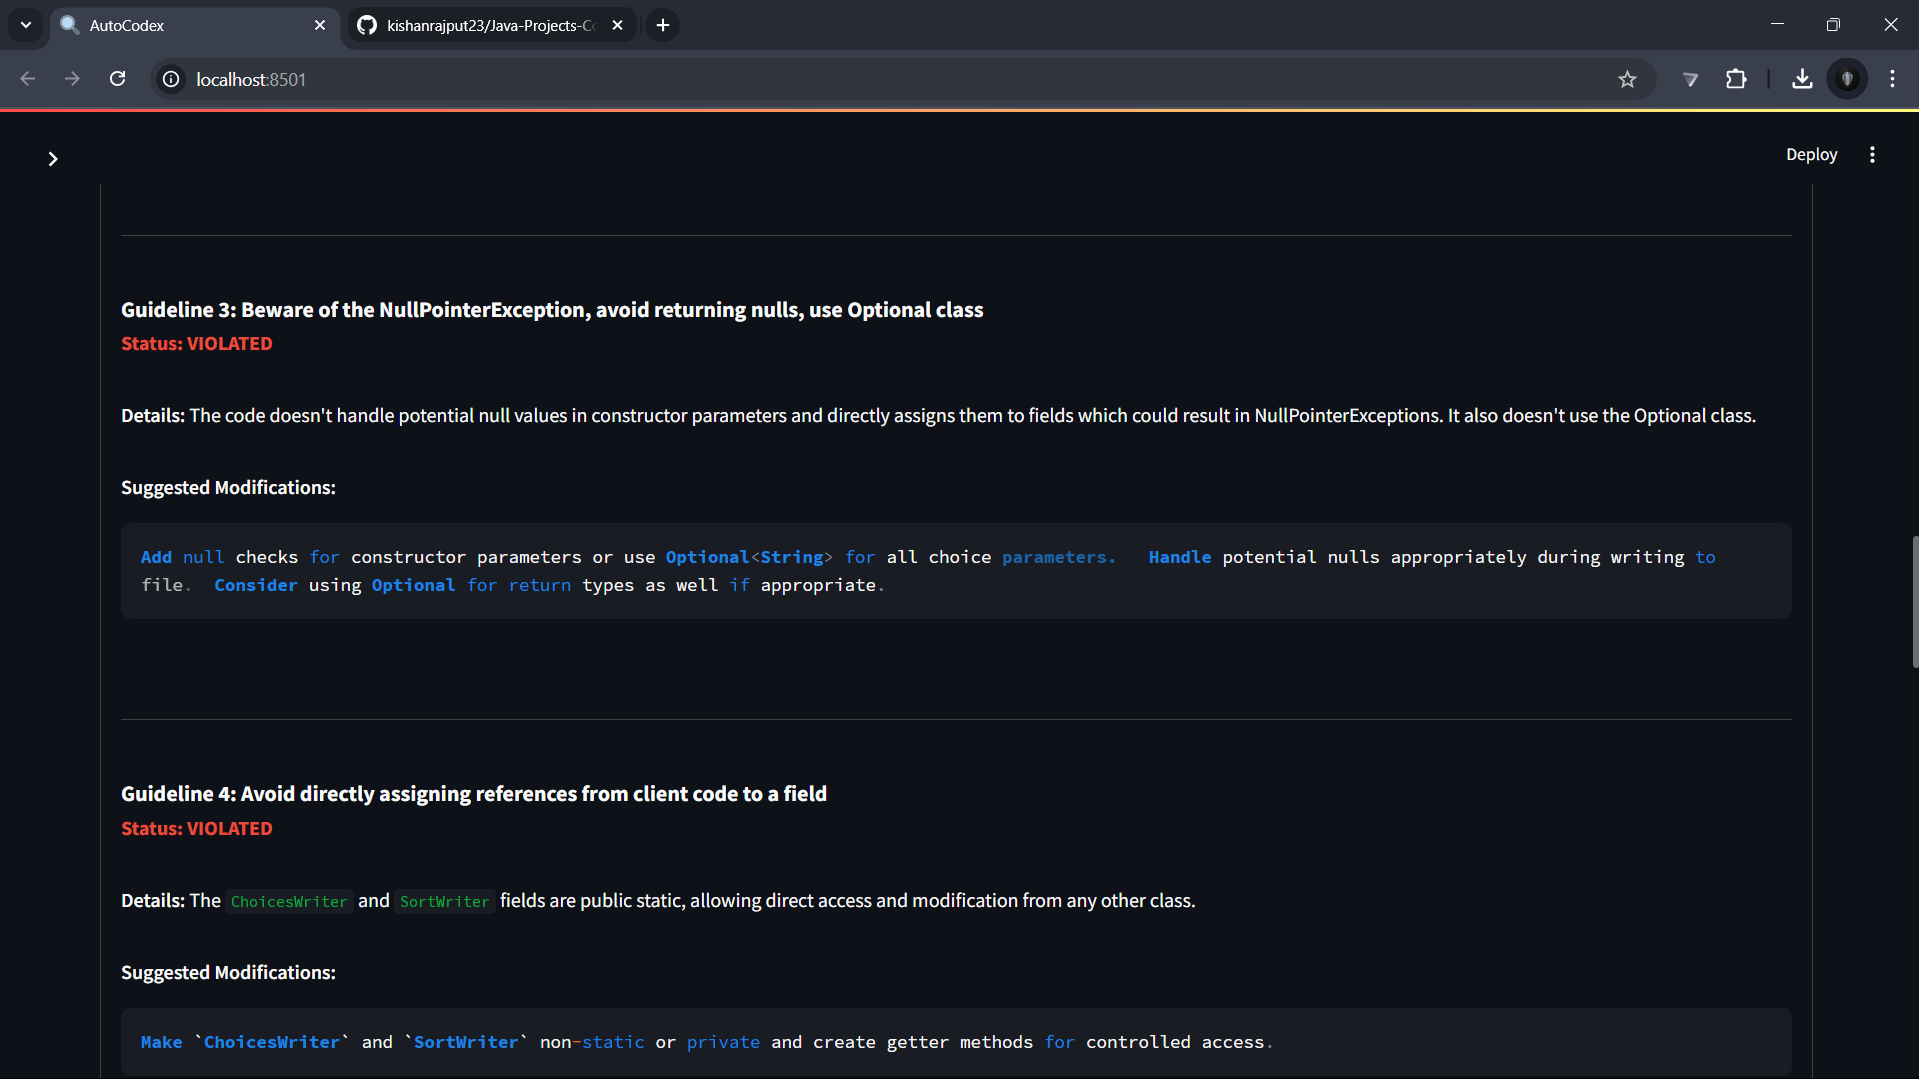 AutoCodex
kishanrajput23/Java-Projects-Co
localhost:8501
Deploy
Guideline 3: Beware of the NullPointerException, avoid returning nulls, use Optional class
Status: VIOLATED
Details: The code doesn't handle potential null values in constructor parameters and directly assigns them to fields which could result in NullPointerExceptions. It also doesn't use the Optional class.
Suggested Modifications:
Add null checks for constructor parameters or use Optional<String> for all choice parameters.   Handle potential nulls appropriately during writing to
file.  Consider using Optional for return types as well if appropriate.
Guideline 4: Avoid directly assigning references from client code to a field
Status: VIOLATED
Details: The ChoicesWriter and SortWriter fields are public static, allowing direct access and modification from any other class.
Suggested Modifications:
Make `ChoicesWriter` and `SortWriter` non-static or private and create getter methods for controlled access.